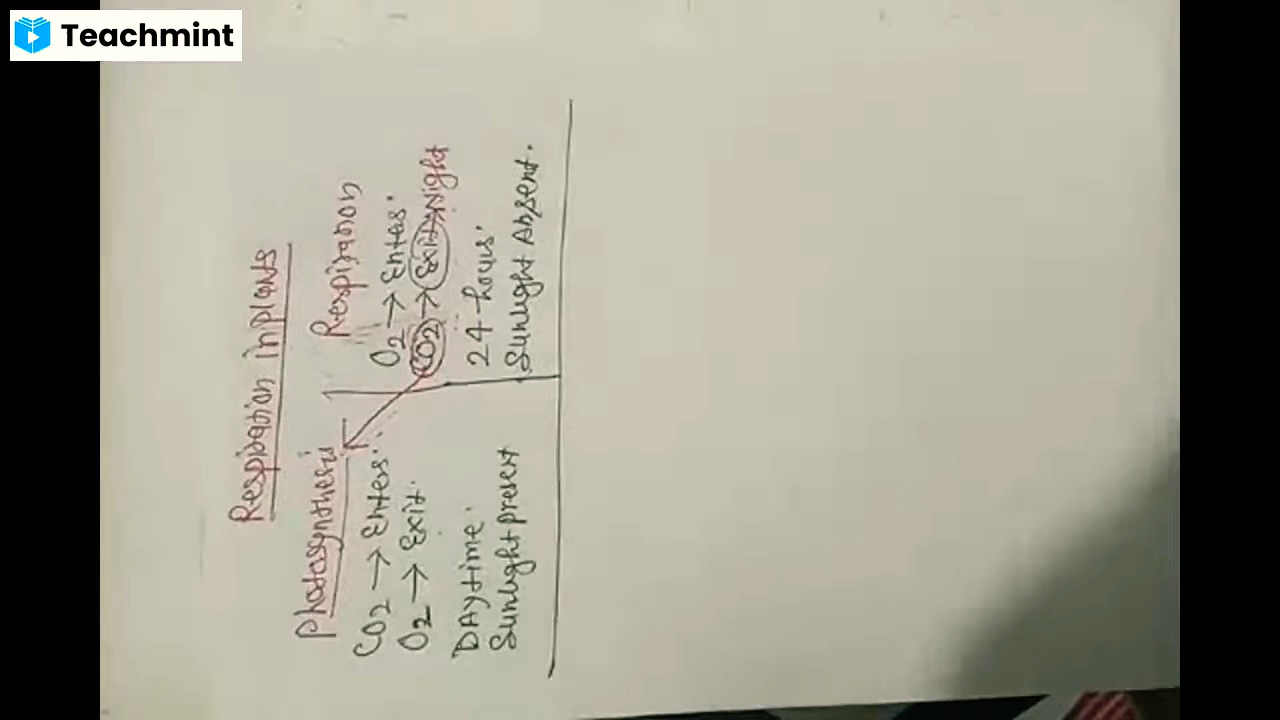 Teachmint
Respiration in plants
Photosynthesis
CO2 → Enters.
O2 → Exit.
DAytime.
Sunlight present
Respiration
O2 → Enters.
CO2 → Exit → Night
24 hours.
Sunlight Absent.